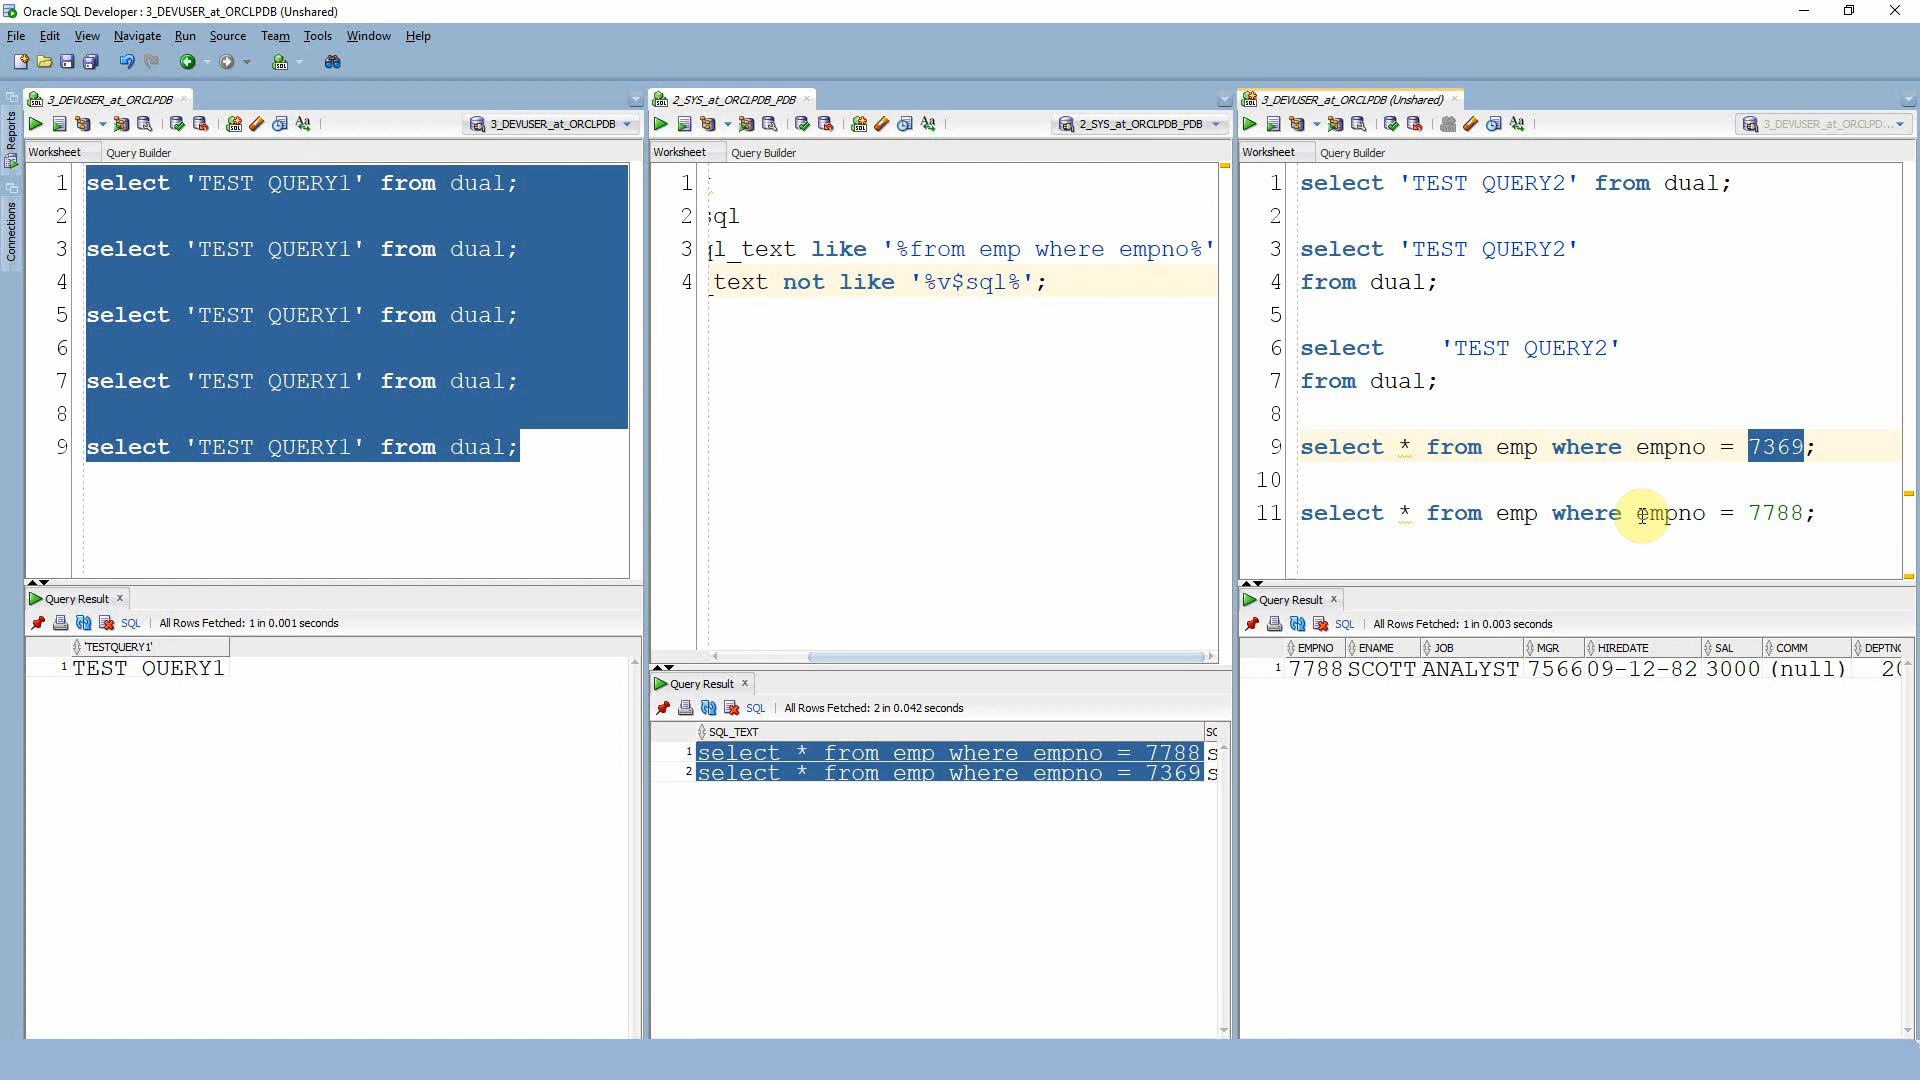 Oracle SQL Developer : 3_DEVUSER_at_ORCLPDB (Unshared)
File Edit View Navigate Run Source Team Tools Window Help
Reports
Connections
3_DEVUSER_at_ORCLPDB
3_DEVUSER_at_ORCLPDB
Worksheet Query Builder
1 select 'TEST QUERY1' from dual;
2
3 select 'TEST QUERY1' from dual;
4
5 select 'TEST QUERY1' from dual;
6
7 select 'TEST QUERY1' from dual;
8
9 select 'TEST QUERY1' from dual;
Query Result
SQL All Rows Fetched: 1 in 0.001 seconds
'TESTQUERY1'
1 TEST QUERY1
2_SYS_at_ORCLPDB_PDB
2_SYS_at_ORCLPDB_PDB
Worksheet Query Builder
1
2 sql
3 ql_text like '%from emp where empno%'
4 _text not like '%v$sql%';
Query Result
SQL All Rows Fetched: 2 in 0.042 seconds
SQL_TEXT SQ
1 select * from emp where empno = 7788 s
2 select * from emp where empno = 7369 s
3_DEVUSER_at_ORCLPDB (Unshared)
3_DEVUSER_at_ORCLPD...
Worksheet Query Builder
1 select 'TEST QUERY2' from dual;
2
3 select 'TEST QUERY2'
4 from dual;
5
6 select    'TEST QUERY2'
7 from dual;
8
9 select * from emp where empno = 7369;
10
11 select * from emp where empno = 7788;
Query Result
SQL All Rows Fetched: 1 in 0.003 seconds
EMPNO ENAME JOB MGR HIREDATE SAL COMM DEPTNO
1 7788 SCOTT ANALYST 7566 09-12-82 3000 (null) 20